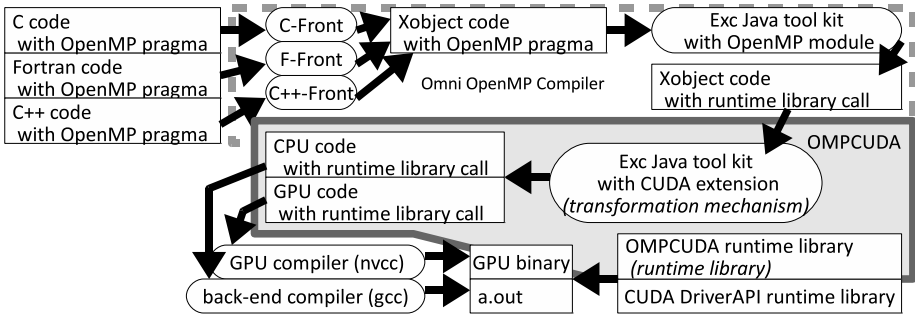 C code
with OpenMP pragma
Fortran code
with OpenMP pragma
C++ code
with OpenMP pragma
C-Front
F-Front
C++-Front
Xobject code
with OpenMP pragma
Omni OpenMP Compiler
Exc Java tool kit
with OpenMP module
Xobject code
with runtime library call
OMPCUDA
Exc Java tool kit
with CUDA extension
(transformation mechanism)
CPU code
with runtime library call
GPU code
with runtime library call
GPU compiler (nvcc)
back-end compiler (gcc)
GPU binary
a.out
OMPCUDA runtime library
(runtime library)
CUDA DriverAPI runtime library